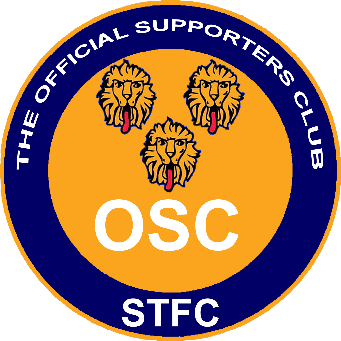 THE OFFICIAL SUPPORTERS CLUB
OSC
STFC